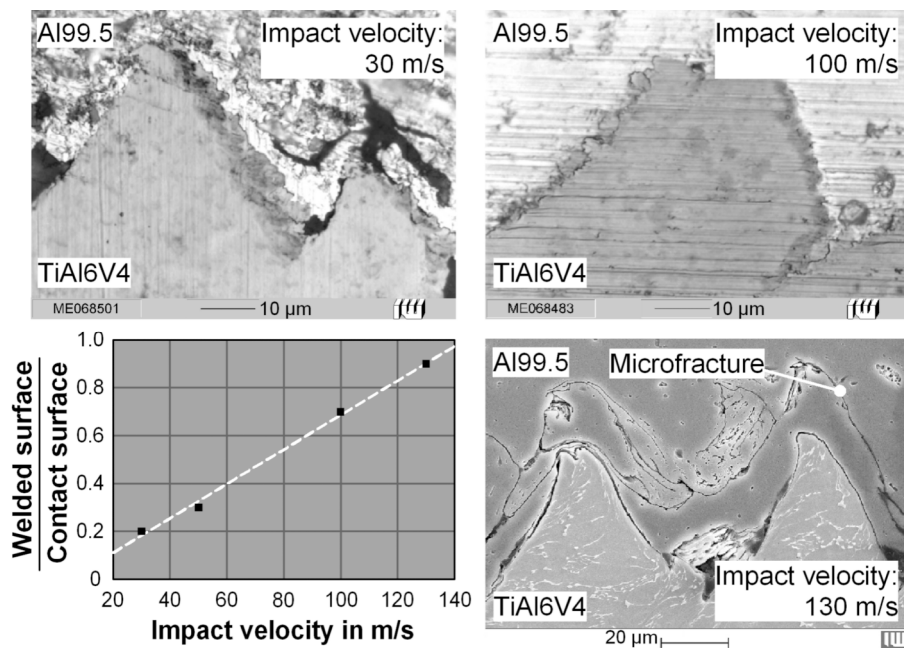 Al99.5
Impact velocity:
30 m/s
TiAl6V4
ME068501
10 µm
Al99.5
Impact velocity:
100 m/s
TiAl6V4
ME068483
10 µm
Welded surface
Contact surface
1.0
0.8
0.6
0.4
0.2
0
20
40
60
80
100
120
140
Impact velocity in m/s
Al99.5
Microfracture
TiAl6V4
Impact velocity:
130 m/s
20 µm